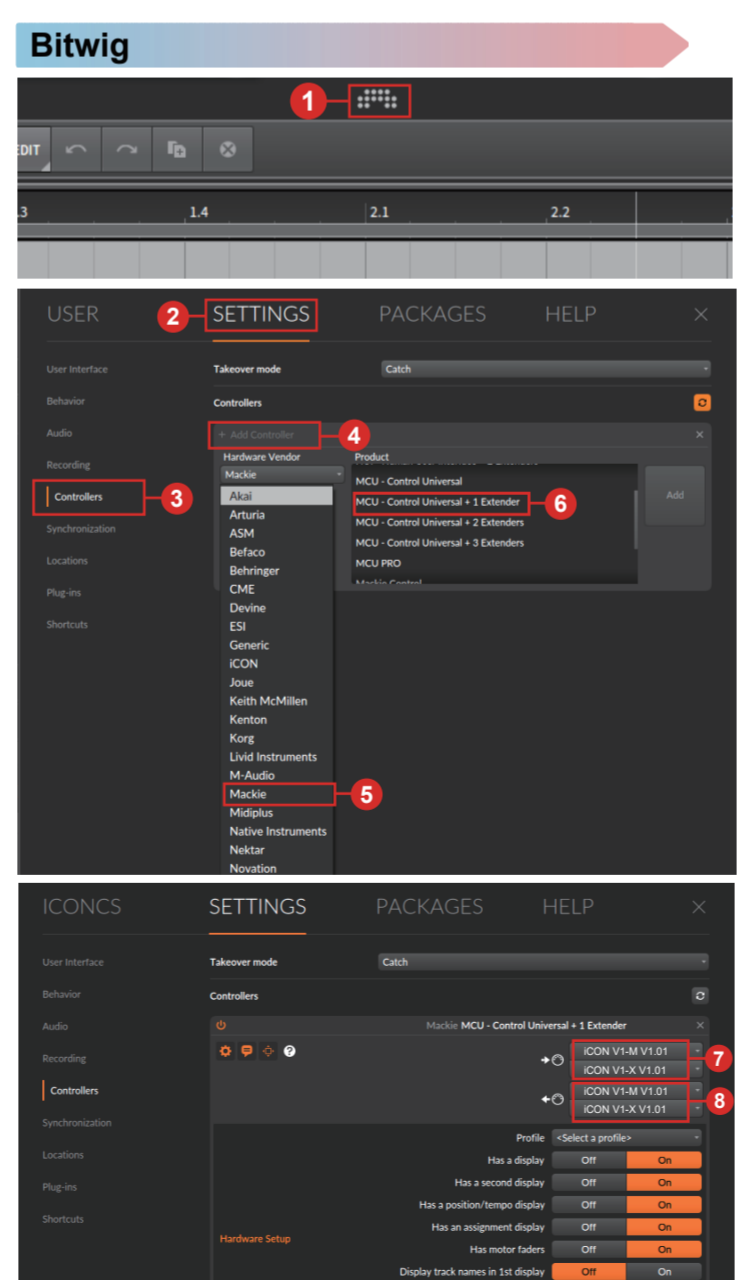 Bitwig
1
EDIT
.3
1.4
2.1
2.2
USER
2
SETTINGS
PACKAGES
HELP
User Interface
Takeover mode
Catch
Behavior
Controllers
Audio
+ Add Controller
4
Recording
Hardware Vendor
Product
Mackie
MCU - Control Universal
Controllers
3
Akai
MCU - Control Universal + 1 Extender
6
Add
Arturia
MCU - Control Universal + 2 Extenders
Synchronization
ASM
MCU - Control Universal + 3 Extenders
Locations
Befaco
MCU PRO
Behringer
Mackie Control
Plug-ins
CME
Devine
Shortcuts
ESI
Generic
iCON
Joue
Keith McMillen
Kenton
Korg
Livid Instruments
M-Audio
Mackie
5
Midiplus
Native Instruments
Nektar
Novation
ICONCS
SETTINGS
PACKAGES
HELP
User Interface
Takeover mode
Catch
Behavior
Controllers
Audio
Mackie MCU - Control Universal + 1 Extender
Recording
iCON V1-M V1.01
7
iCON V1-X V1.01
Controllers
iCON V1-M V1.01
8
iCON V1-X V1.01
Synchronization
Profile
<Select a profile>
Locations
Has a display
Off
On
Plug-ins
Has a second display
Off
On
Has a position/tempo display
Off
On
Shortcuts
Has an assignment display
Off
On
Hardware Setup
Has motor faders
Off
On
Display track names in 1st display
Off
On